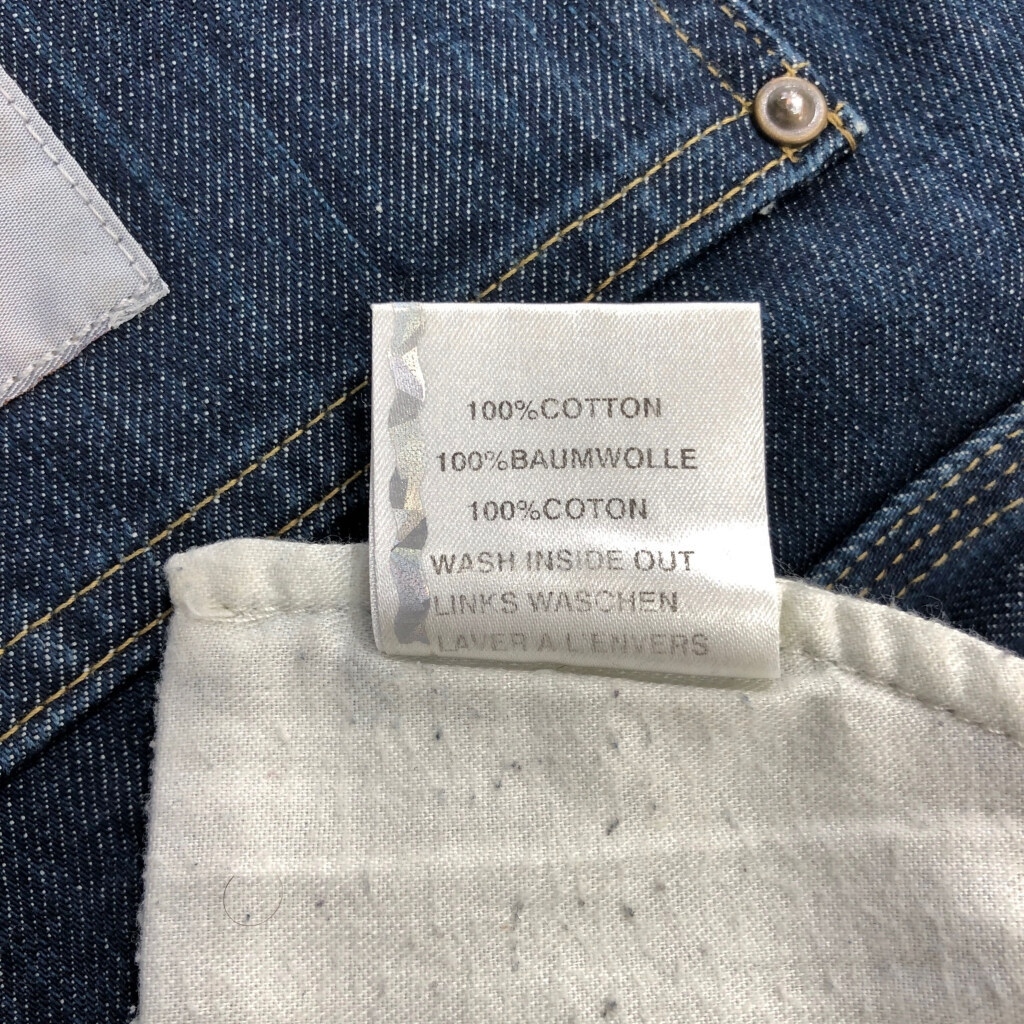 100%COTTON
100%BAUMWOLLE
100%COTON
WASH INSIDE OUT
LINKS WASCHEN
LAVER A L'ENVERS